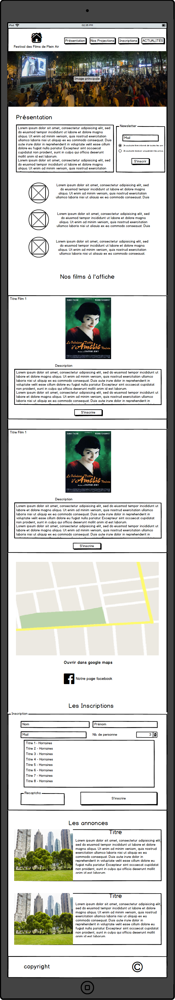 iPod
02:35 PM
Festival des Films de Plein Air
Présentation
Nos Projections
Inscriptions
ACTUALITÉS
Image principale
Présentation
Lorem ipsum dolor sit amet, consectetur adipisicing elit, sed
do eiusmod tempor incididunt ut labore et dolore magna
aliqua. Ut enim ad minim veniam, quis nostrud exercitation
ullamco laboris nisi ut aliquip ex ea commodo consequat. Duis
aute irure dolor in reprehenderit in voluptate velit esse cillum
dolore eu fugiat nulla pariatur. Excepteur sint occaecat
cupidatat non proident, sunt in culpa qui officia deserunt
mollit anim id est laborum.
Lorem ipsum dolor sit amet, consectetur adipisicing elit, sed
do eiusmod tempor incididunt ut labore et dolore magna
aliqua. Ut enim ad minim veniam, quis nostrud exercitation
Newsletter
Mail
Je souhaite être informé de toutes les ann
Je souhaite recevoir uniquement les princip
S'inscrir
Lorem ipsum dolor sit amet, consectetur adipisicing elit, sed
do eiusmod tempor incididunt ut labore et dolore magna
aliqua. Ut enim ad minim veniam, quis nostrud exercitation
ullamco laboris nisi ut aliquip ex ea commodo consequat. Duis
Lorem ipsum dolor sit amet, consectetur adipisicing elit, sed
do eiusmod tempor incididunt ut labore et dolore magna
aliqua. Ut enim ad minim veniam, quis nostrud exercitation
ullamco laboris nisi ut aliquip ex ea commodo consequat. Duis
Lorem ipsum dolor sit amet, consectetur adipisicing elit, sed
do eiusmod tempor incididunt ut labore et dolore magna
aliqua. Ut enim ad minim veniam, quis nostrud exercitation
ullamco laboris nisi ut aliquip ex ea commodo consequat.
Nos films à l'affiche
Titre Film 1
Audrey Tautou Mathieu Kassovitz
Le Fabuleux Destin
d'Amélie Poulain
un film de Jean-Pierre Jeunet
Description
Lorem ipsum dolor sit amet, consectetur adipisicing elit, sed do eiusmod tempor incididunt ut
labore et dolore magna aliqua. Ut enim ad minim veniam, quis nostrud exercitation ullamco
laboris nisi ut aliquip ex ea commodo consequat. Duis aute irure dolor in reprehenderit in
voluptate velit esse cillum dolore eu fugiat nulla pariatur. Excepteur sint occaecat cupidatat
non proident, sunt in culpa qui officia deserunt mollit anim id est laborum.
Lorem ipsum dolor sit amet, consectetur adipisicing elit, sed do eiusmod tempor incididunt ut
labore et dolore magna aliqua. Ut enim ad minim veniam, quis nostrud exercitation ullamco
laboris nisi ut aliquip ex ea commodo consequat. Duis aute irure dolor in reprehenderit in
S'inscrire
Titre Film 1
Audrey Tautou Mathieu Kassovitz
Le Fabuleux Destin
d'Amélie Poulain
un film de Jean-Pierre Jeunet
Description
Lorem ipsum dolor sit amet, consectetur adipisicing elit, sed do eiusmod tempor incididunt ut
labore et dolore magna aliqua. Ut enim ad minim veniam, quis nostrud exercitation ullamco
laboris nisi ut aliquip ex ea commodo consequat. Duis aute irure dolor in reprehenderit in
voluptate velit esse cillum dolore eu fugiat nulla pariatur. Excepteur sint occaecat cupidatat
non proident, sunt in culpa qui officia deserunt mollit anim id est laborum.
Lorem ipsum dolor sit amet, consectetur adipisicing elit, sed do eiusmod tempor incididunt ut
labore et dolore magna aliqua. Ut enim ad minim veniam, quis nostrud exercitation ullamco
laboris nisi ut aliquip ex ea commodo consequat. Duis aute irure dolor in reprehenderit in
S'inscrire
Ouvrir dans google maps
Notre page facebook
Les Inscriptions
Inscription
Nom
Prénom
Mail
Nb. de personne
3
Titre 1 - Horraires
Titre 2 - Horraires
Titre 3 - Horraires
Titre 4 - Horraires
Titre 5 - Horraires
Titre 6 - Horraires
Titre 7 - Horraires
Titre 8 - Horraires
Recaptcha
S'inscrire
Les annonces
Titre
Lorem ipsum dolor sit amet, consectetur adipisicing elit,
sed do eiusmod tempor incididunt ut labore et dolore
magna aliqua. Ut enim ad minim veniam, quis nostrud
exercitation ullamco laboris nisi ut aliquip ex ea
commodo consequat. Duis aute irure dolor in
reprehenderit in voluptate velit esse cillum dolore eu
fugiat nulla pariatur. Excepteur sint occaecat cupidatat
non proident, sunt in culpa qui officia deserunt mollit
anim id est laborum.
Titre
Lorem ipsum dolor sit amet, consectetur adipisicing elit,
sed do eiusmod tempor incididunt ut labore et dolore
magna aliqua. Ut enim ad minim veniam, quis nostrud
exercitation ullamco laboris nisi ut aliquip ex ea
commodo consequat. Duis aute irure dolor in
reprehenderit in voluptate velit esse cillum dolore eu
fugiat nulla pariatur. Excepteur sint occaecat cupidatat
non proident, sunt in culpa qui officia deserunt mollit
anim id est laborum.
copyright
©